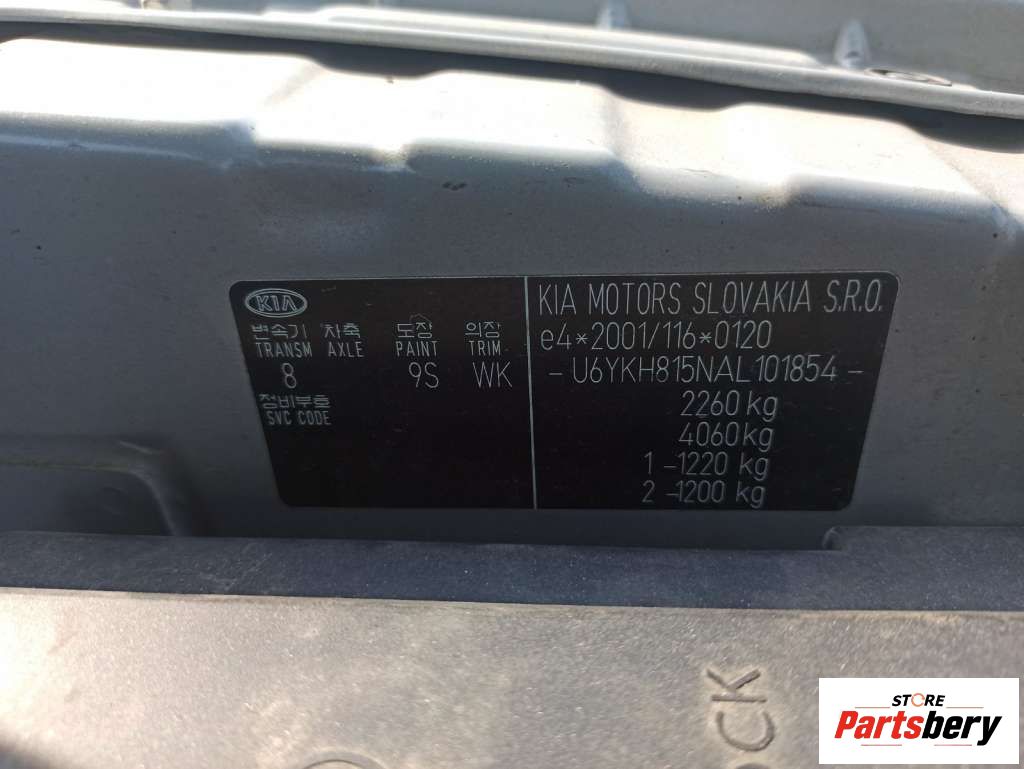 KIA
변속기 차축 도장 의장
TRANSM AXLE PAINT TRIM
8 9S WK
정비부호
SVC CODE
KIA MOTORS SLOVAKIA S.R.O.
e4*2001/116*0120
- U6YKH815NAL101854 -
2260 kg
4060 kg
1 -1220 kg
2 -1200 kg
OCK
STORE
Partsbery